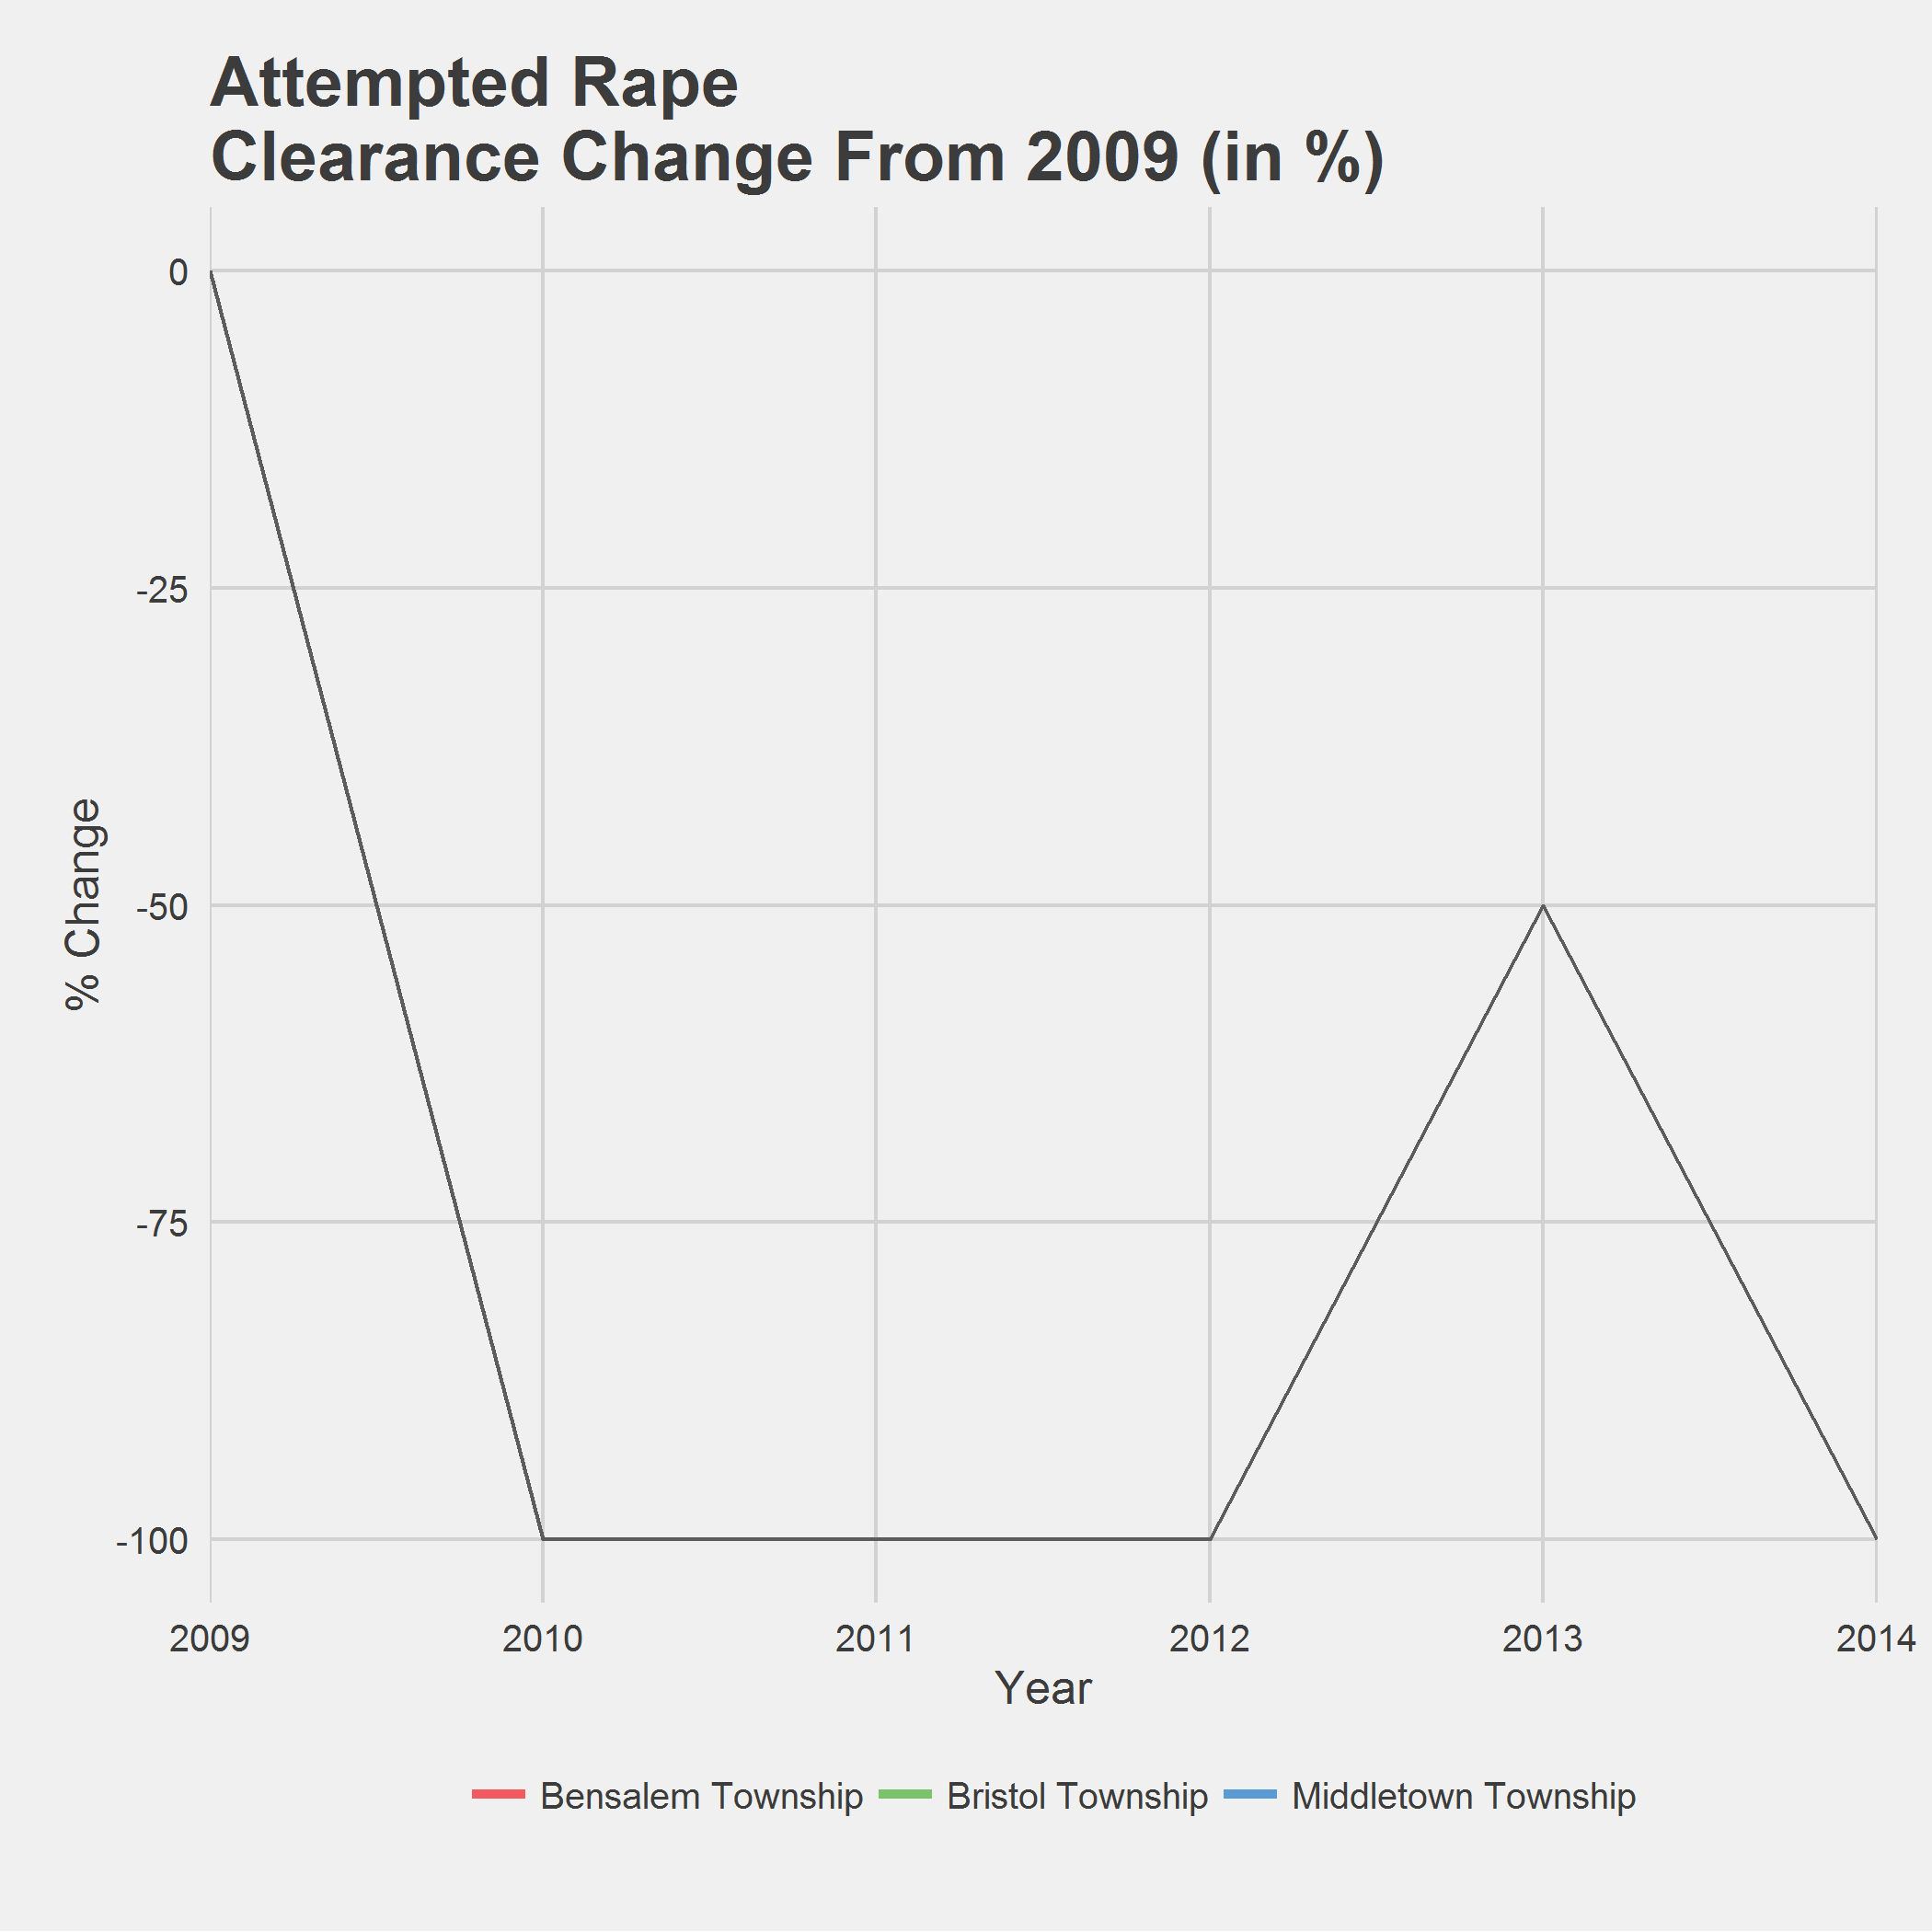 Attempted Rape
Clearance Change From 2009 (in %)
0
-25
-50
-75
-100
% Change
2009 2010 2011 2012 2013 2014
Year
Bensalem Township Bristol Township Middletown Township